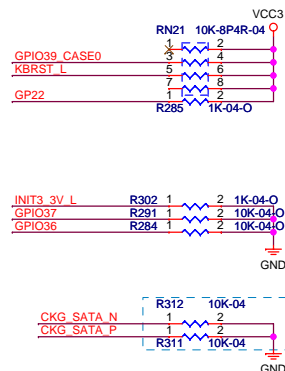 VCC3
RN21 10K-8P4R-04
1 2
GPIO39_CASE0 3 4
KBRST_L 5 6
7 8
GP22 1 2
R285 1K-04-O
INIT3_3V_L R302 1 2 1K-04-O
GPIO37 R291 1 2 10K-04-O
GPIO36 R284 1 2 10K-04-O
GND
R312 10K-04
CKG_SATA_N 1 2
CKG_SATA_P 1 2
R311 10K-04
GND